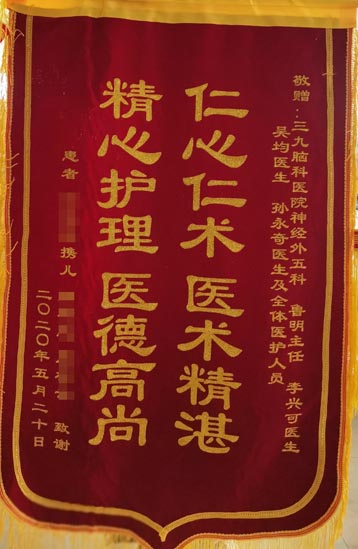 敬赠：三九脑科医院神经外五科 鲁明主任 李兴可医生
吴均医生 孙永奇医生及全体医护人员
仁心仁术 医术精湛
精心护理 医德高尚
患者 携儿 致谢
二〇二〇年五月二十日